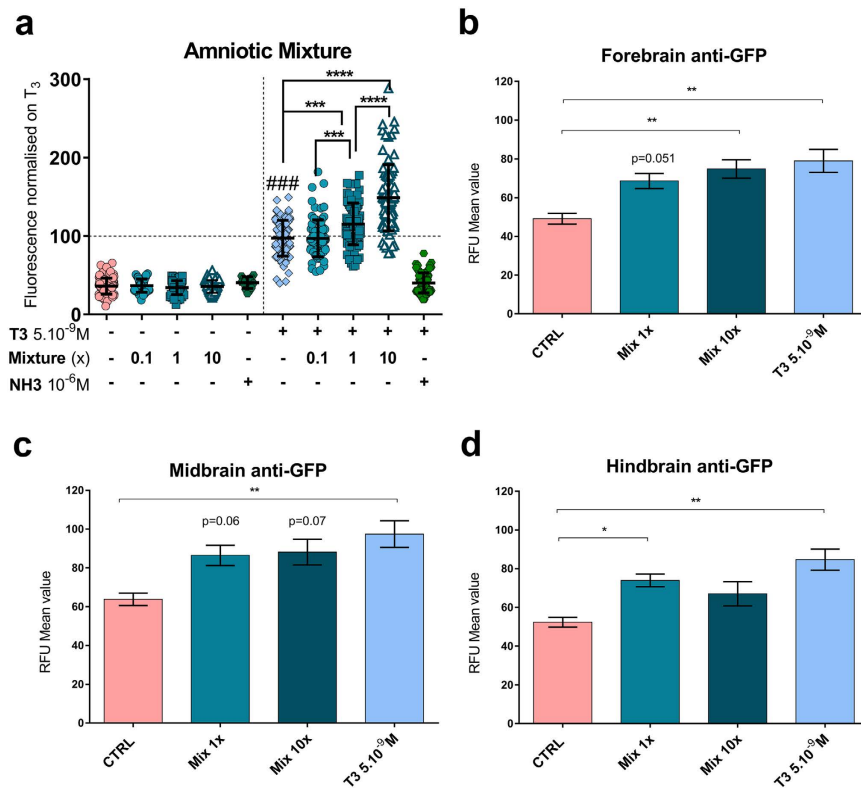 a
Amniotic Mixture
Fluorescence normalised on T₃
300
200
100
0
###
***
****
***
****
T3 5.10⁻⁹M - - - - - + + + + +
Mixture (x) - 0.1 1 10 - - 0.1 1 10 -
NH3 10⁻⁶M - - - - + - - - - +
b
Forebrain anti-GFP
RFU Mean value
120
100
80
60
40
20
0
**
**
p=0.051
CTRL
Mix 1x
Mix 10x
T3 5.10⁻⁹M
c
Midbrain anti-GFP
RFU Mean value
120
100
80
60
40
20
0
**
p=0.06
p=0.07
CTRL
Mix 1x
Mix 10x
T3 5.10⁻⁹M
d
Hindbrain anti-GFP
RFU Mean value
120
100
80
60
40
20
0
**
*
CTRL
Mix 1x
Mix 10x
T3 5.10⁻⁹M